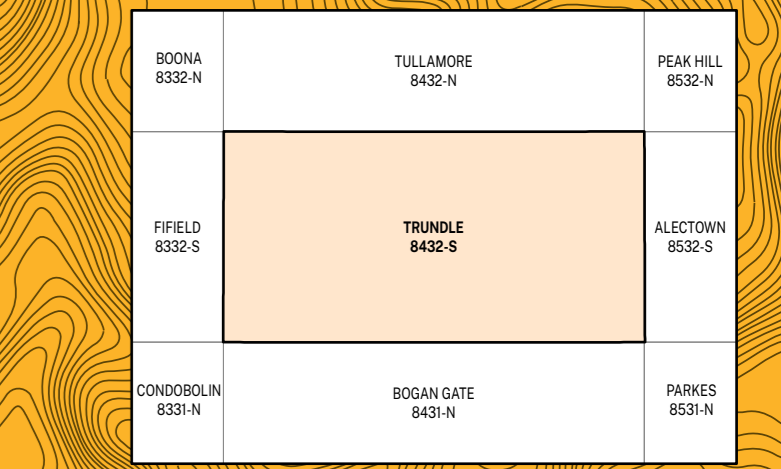 BOONA
8332-N
TULLAMORE
8432-N
PEAK HILL
8532-N
FIFIELD
8332-S
TRUNDLE
8432-S
ALECTOWN
8532-S
CONDOBOLIN
8331-N
BOGAN GATE
8431-N
PARKES
8531-N